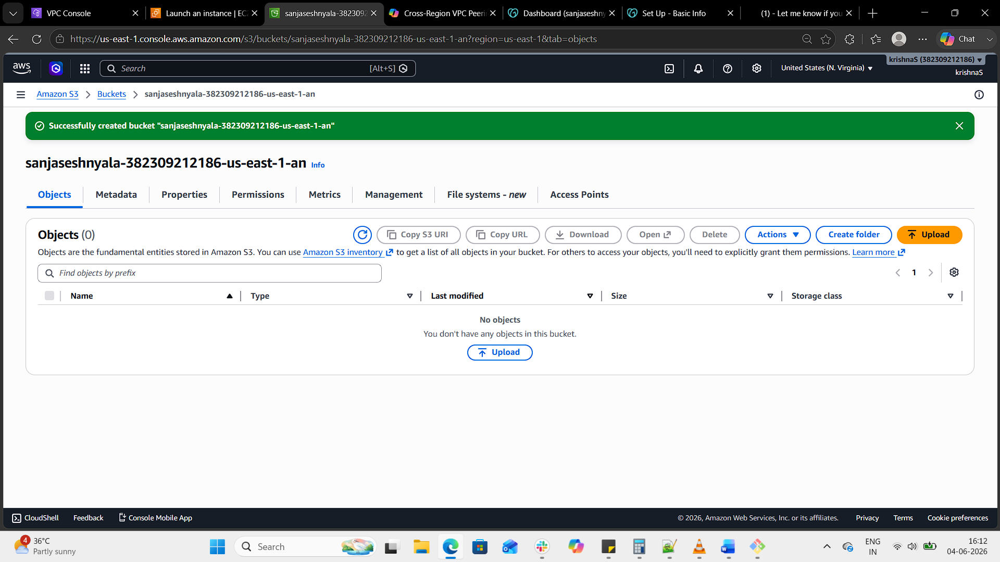 VPC Console
Launch an instance | EC2
sanjaseshnyala-382309
Cross-Region VPC Peeri
Dashboard (sanjaseshny
Set Up - Basic Info
(1) - Let me know if you
https://us-east-1.console.aws.amazon.com/s3/buckets/sanjaseshnyala-382309212186-us-east-1-an?region=us-east-1&tab=objects
Chat
aws
Search
[Alt+S]
United States (N. Virginia)
krishnaS (382309212186)
krishnaS
Amazon S3
Buckets
sanjaseshnyala-382309212186-us-east-1-an
Successfully created bucket "sanjaseshnyala-382309212186-us-east-1-an"
sanjaseshnyala-382309212186-us-east-1-an Info
Objects
Metadata
Properties
Permissions
Metrics
Management
File systems - new
Access Points
Objects (0)
Copy S3 URI
Copy URL
Download
Open
Delete
Actions
Create folder
Upload
Objects are the fundamental entities stored in Amazon S3. You can use Amazon S3 inventory to get a list of all objects in your bucket. For others to access your objects, you'll need to explicitly grant them permissions. Learn more
Find objects by prefix
1
Name
Type
Last modified
Size
Storage class
No objects
You don't have any objects in this bucket.
Upload
CloudShell
Feedback
Console Mobile App
© 2026, Amazon Web Services, Inc. or its affiliates.
Privacy
Terms
Cookie preferences
4
36°C
Partly sunny
Search
ENG
IN
16:12
04-06-2026